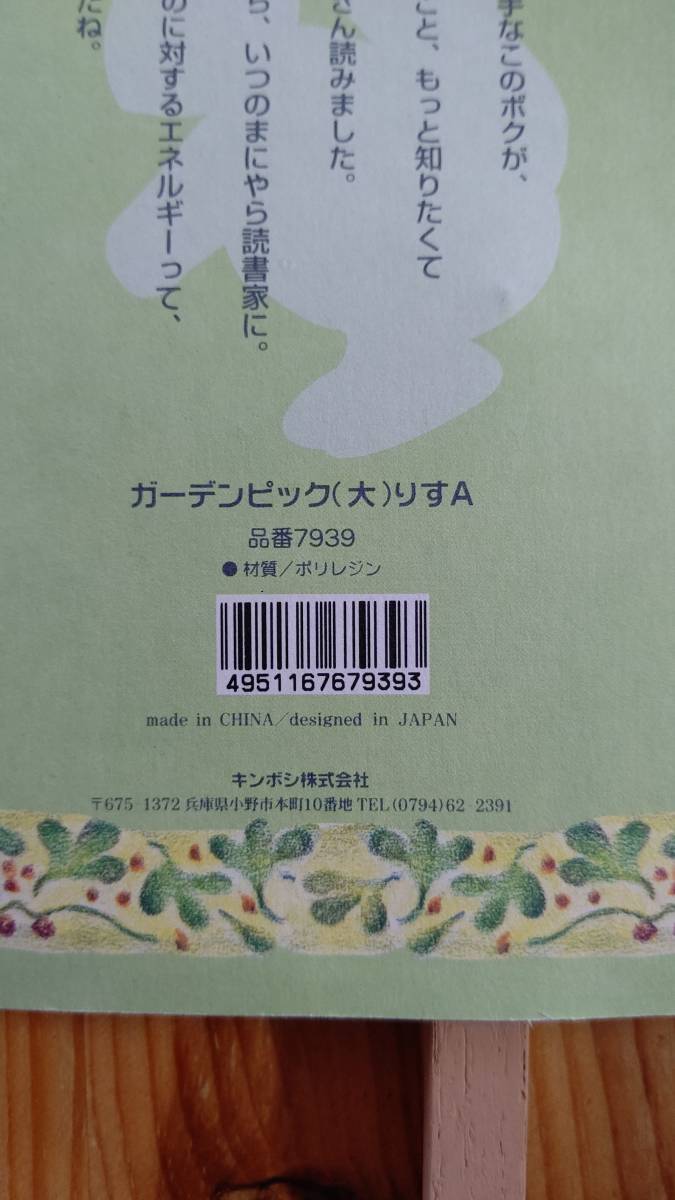 手なこのボクが、
こと、もっと知りたくて
さん読みました。
ら、いつのまにやら読書家に。
のに対するエネルギーって、
たね。
ガーデンピック(大)りすA
品番7939
●材質/ポリレジン
4951167679393
made in CHINA/designed in JAPAN
キンボシ株式会社
〒675-1372 兵庫県小野市本町10番地 TEL(0794)62-2391